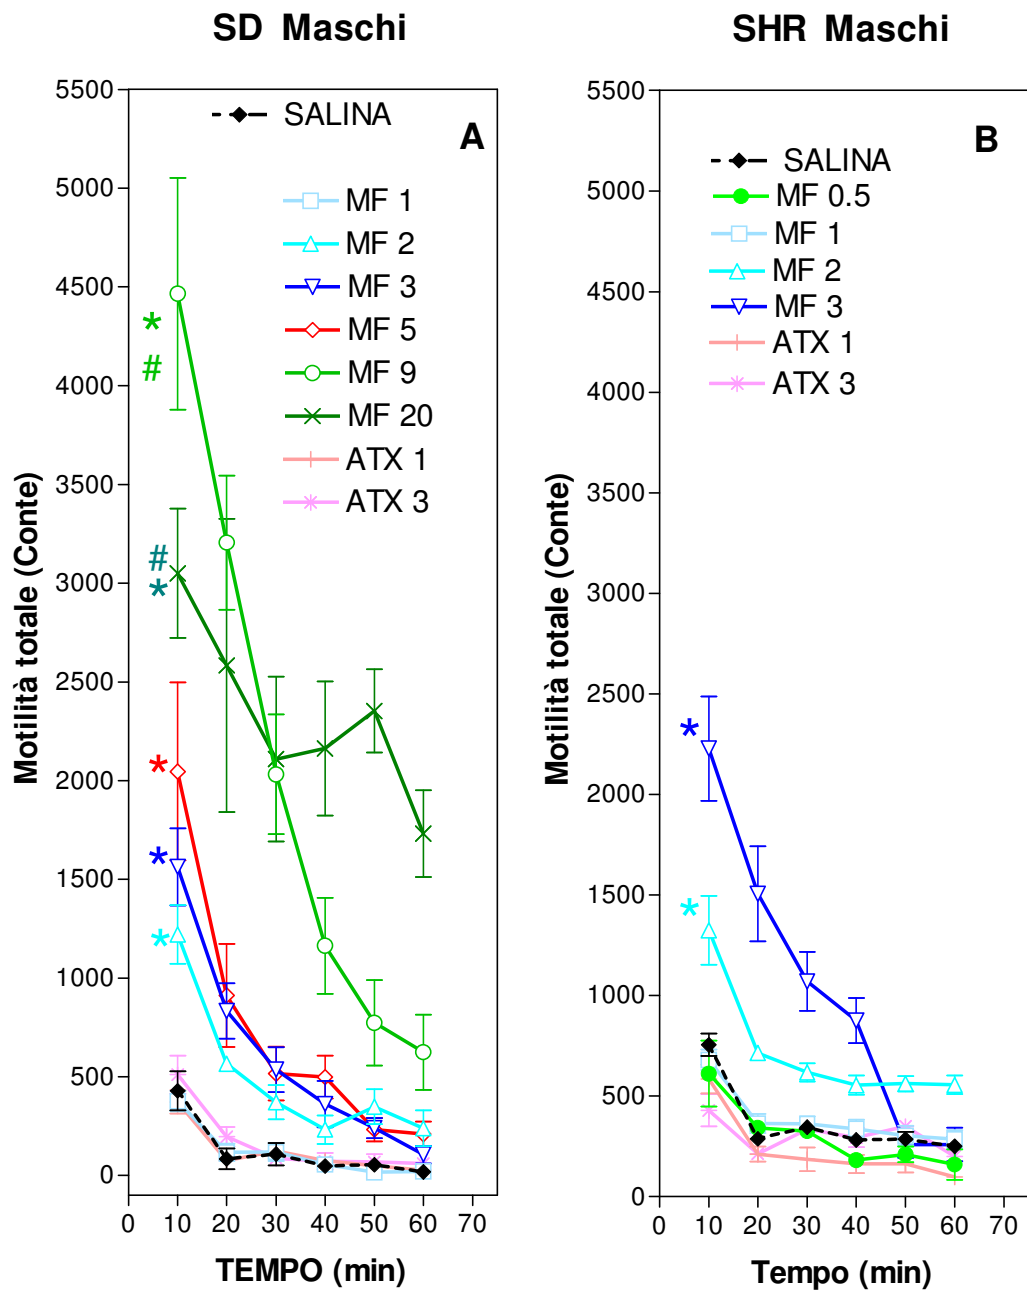 SD Maschi
SHR Maschi
A
SALINA
MF 1
MF 2
MF 3
MF 5
MF 9
MF 20
ATX 1
ATX 3
*
#
#
*
*
*
*
5500
5000
4500
4000
3500
3000
2500
2000
1500
1000
500
0
Motilità totale (Conte)
0 10 20 30 40 50 60 70
TEMPO (min)
B
SALINA
MF 0.5
MF 1
MF 2
MF 3
ATX 1
ATX 3
*
*
5500
5000
4500
4000
3500
3000
2500
2000
1500
1000
500
0
Motilità totale (Conte)
0 10 20 30 40 50 60 70
Tempo (min)